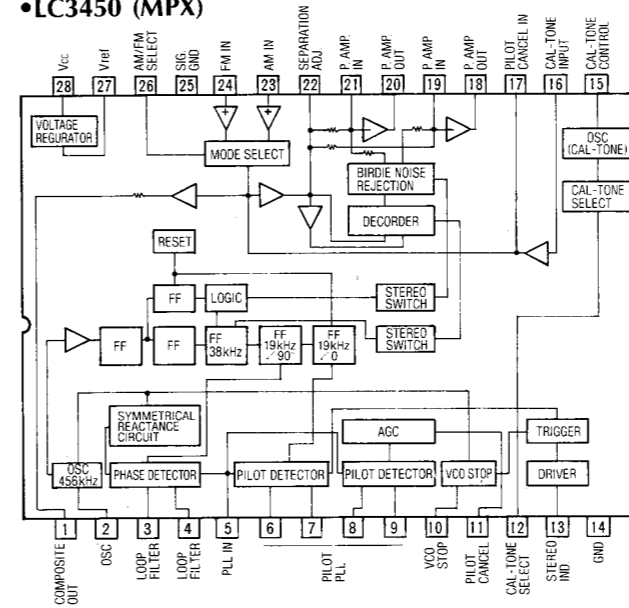 •LC3450 (MPX)
Vcc
Vref
AM/FM
SELECT
SIG.
GND
FM IN
AM IN
SEPARATION
ADJ.
P. AMP.
IN
P. AMP.
OUT
P. AMP
IN
P. AMP
OUT
PILOT
CANCEL IN
CAL-TONE
INPUT
CAL-TONE
CONTROL
28
27
26
25
24
23
22
21
20
19
18
17
16
15
VOLTAGE
REGURATOR
MODE SELECT
OSC
(CAL-TONE)
BIRDIE NOISE
REJECTION
CAL-TONE
SELECT
DECORDER
RESET
FF
LOGIC
STEREO
SWITCH
FF
FF
FF
38kHz
FF
19kHz
/90°
FF
19kHz
/0
STEREO
SWITCH
SYMMETRICAL
REACTANCE
CIRCUIT
AGC
TRIGGER
OSC
456kHz
PHASE DETECTOR
PILOT DETECTOR
PILOT DETECTOR
VCO STOP
DRIVER
1
2
3
4
5
6
7
8
9
10
11
12
13
14
COMPOSITE
OUT
OSC
LOOP
FILTER
LOOP
FILTER
PLL IN
PILOT
PLL
VCO
STOP
PILOT
CANCEL
CAL-TONE
SELECT
STEREO
IND.
GND